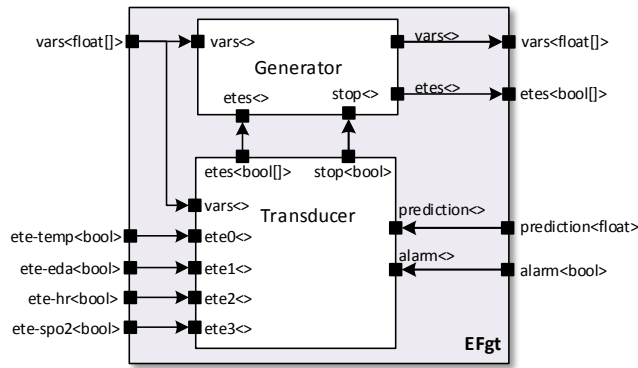 vars<float[]>
vars<>
vars<>
vars<float[]>
Generator
etes<>
stop<>
etes<>
etes<bool[]>
etes<bool[]>
stop<bool>
vars<>
Transducer
prediction<>
prediction<float>
ete-temp<bool>
ete0<>
ete-eda<bool>
ete1<>
alarm<>
alarm<bool>
ete-hr<bool>
ete2<>
ete-spo2<bool>
ete3<>
EFgt